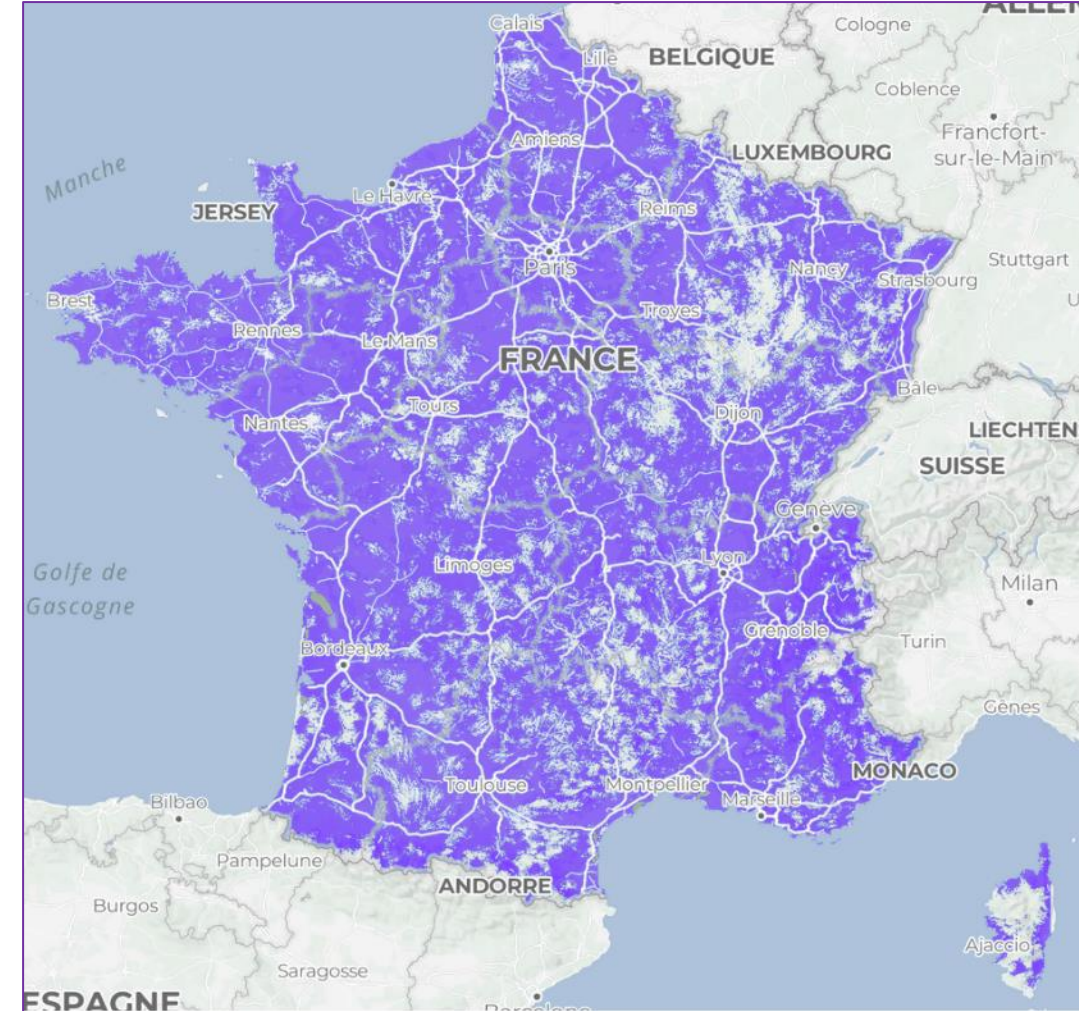 ALLEM
Calais
Cologne
Lille
BELGIQUE
Coblence
Francfort-
sur-le-Main
Amiens
LUXEMBOURG
Manche
Le Havre
Reims
JERSEY
Paris
Nancy
Stuttgart
Strasbourg
Brest
Rennes
Le Mans
Troyes
FRANCE
Bâle
Tours
Dijon
Nantes
LIECHTEN
SUISSE
Genève
Golfe de
Gascogne
Limoges
Lyon
Milan
Grenoble
Turin
Bordeaux
Gênes
MONACO
Toulouse
Montpellier
Marseille
Bilbao
Pampelune
ANDORRE
Burgos
Ajaccio
Saragosse
ESPAGNE
Barcelone